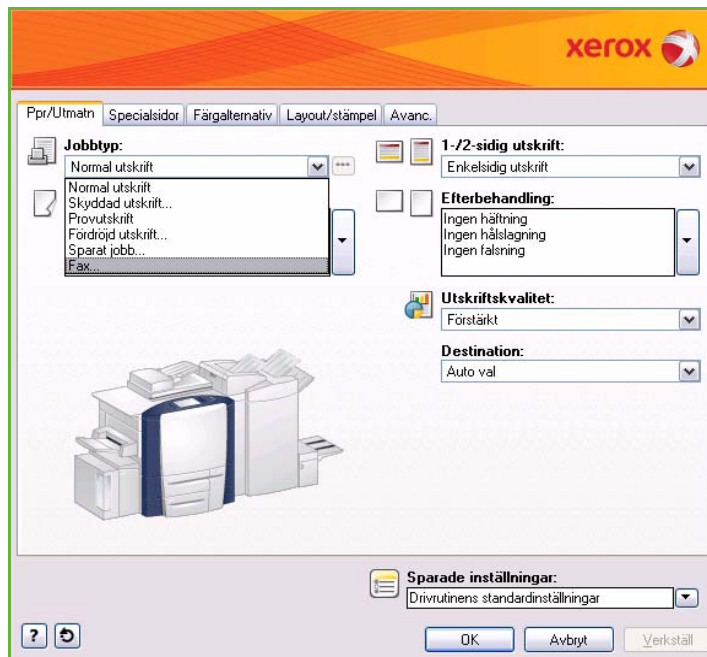 xerox
Ppr/Utmatn Specialsidor Färgalternativ Layout/stämpel Avanc.
Jobbtyp:
Normal utskrift
Normal utskrift
Skyddad utskrift...
Provutskrift
Fördröjd utskrift...
Sparat jobb...
Fax...
1-/2-sidig utskrift:
Enkelsidig utskrift
Efterbehandling:
Ingen häftning
Ingen hålslagning
Ingen falsning
Utskriftskvalitet:
Förstärkt
Destination:
Auto val
Sparade inställningar:
Drivrutinens standardinställningar
? OK Avbryt Verkställ